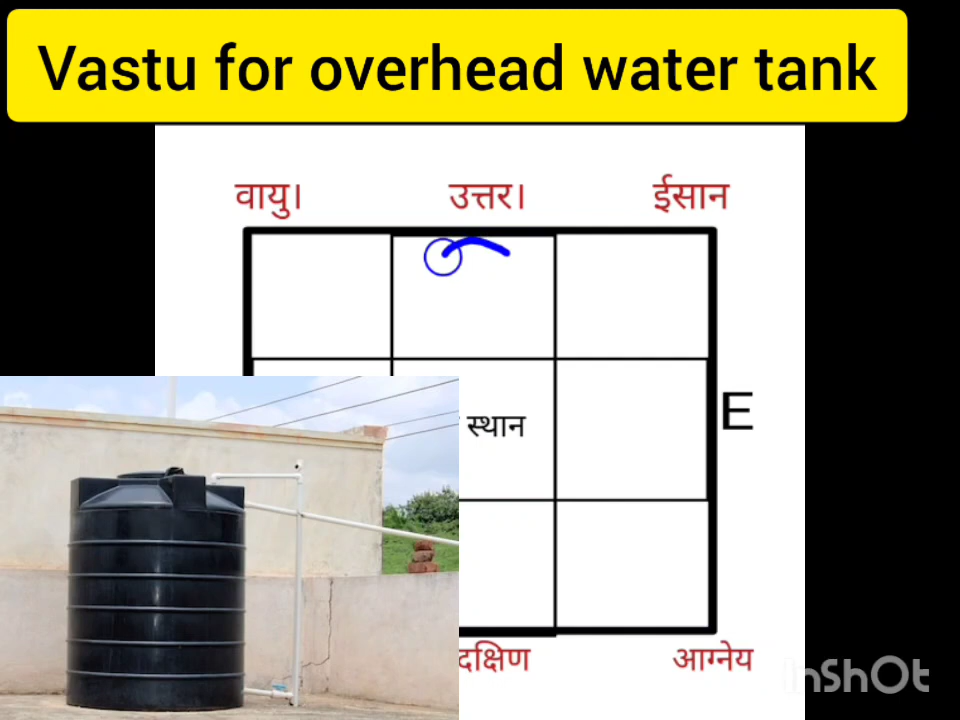 Vastu for overhead water tank
वायु। उत्तर। ईसान
स्थान
E
दक्षिण आग्नेय
InShOt